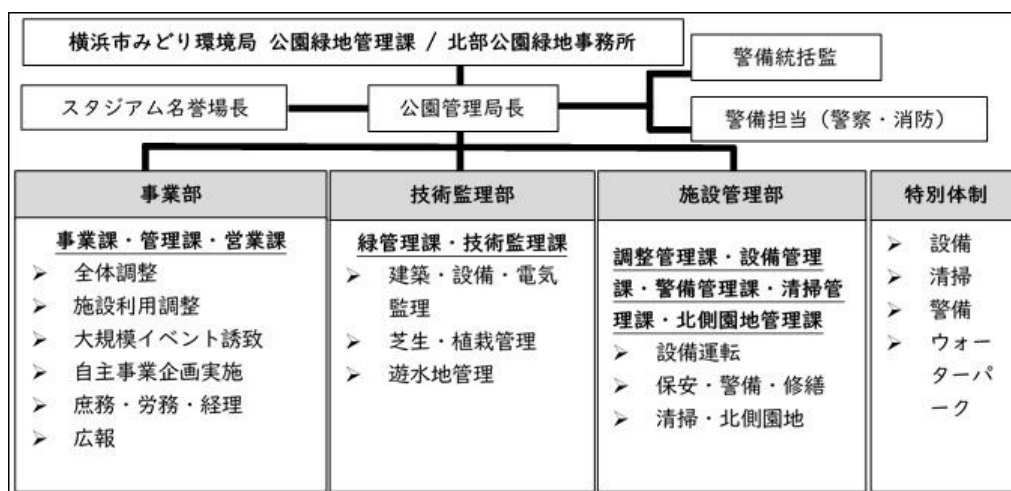 横浜市みどり環境局 公園緑地管理課 / 北部公園緑地事務所
警備統括監
スタジアム名誉場長
公園管理局長
警備担当（警察・消防）
事業部
事業課・管理課・営業課
➢ 全体調整
➢ 施設利用調整
➢ 大規模イベント誘致
➢ 自主事業企画実施
➢ 庶務・労務・経理
➢ 広報
技術監理部
緑管理課・技術監理課
➢ 建築・設備・電気
監理
➢ 芝生・植栽管理
➢ 遊水地管理
施設管理部
調整管理課・設備管理
課・警備管理課・清掃管
理課・北側園地管理課
➢ 設備運転
➢ 保安・警備・修繕
➢ 清掃・北側園地
特別体制
➢ 設備
➢ 清掃
➢ 警備
➢ ウォー
ターパ
ーク